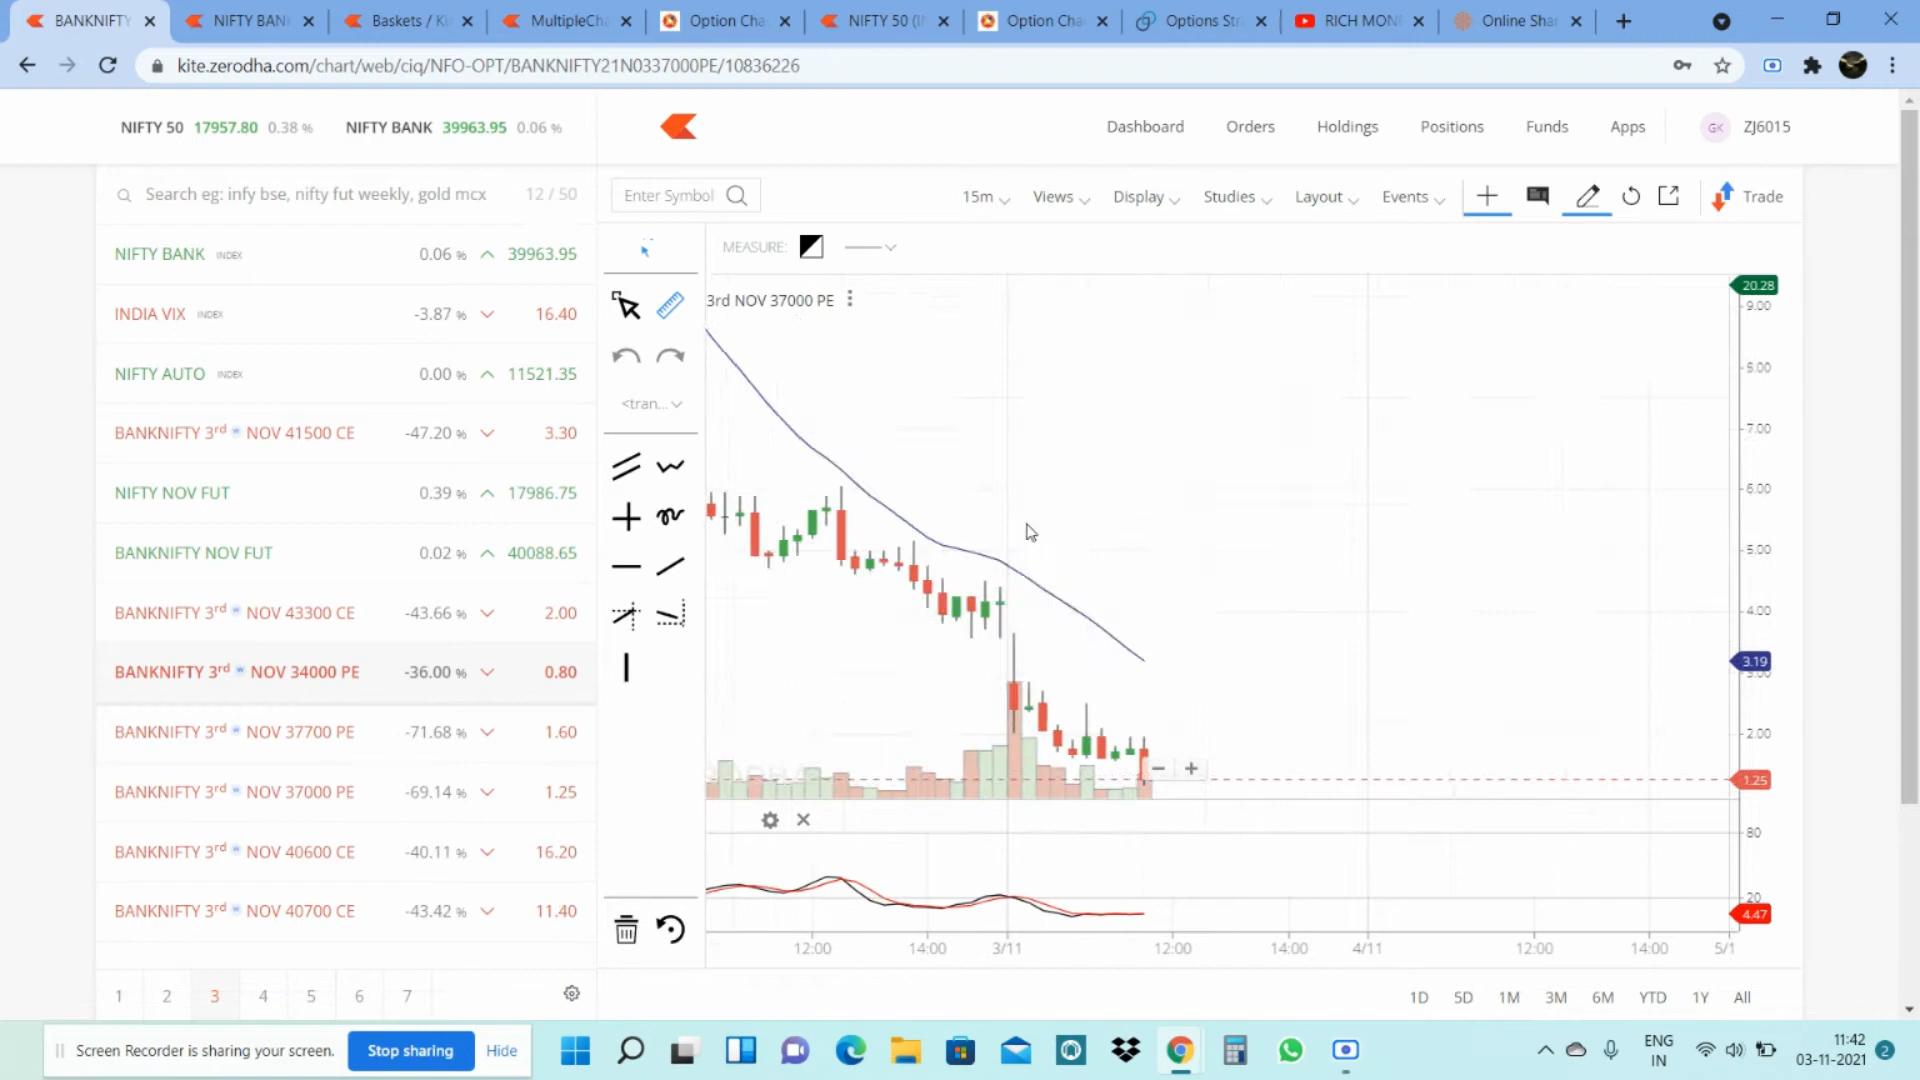 BANKNIFTY
NIFTY BAN
Baskets / Ki
MultipleCha
Option Cha
NIFTY 50 (I
Option Cha
Options Str
RICH MONE
Online Shar
kite.zerodha.com/chart/web/ciq/NFO-OPT/BANKNIFTY21N0337000PE/10836226
NIFTY 50 17957.80 0.38 % NIFTY BANK 39963.95 0.06 %
Dashboard Orders Holdings Positions Funds Apps GK ZJ6015
Search eg: infy bse, nifty fut weekly, gold mcx 12 / 50
Enter Symbol 15m Views Display Studies Layout Events Trade
MEASURE:
NIFTY BANK INDEX 0.06 % 39963.95
INDIA VIX INDEX -3.87 % 16.40
NIFTY AUTO INDEX 0.00 % 11521.35
BANKNIFTY 3rd w NOV 41500 CE -47.20 % 3.30
NIFTY NOV FUT 0.39 % 17986.75
BANKNIFTY NOV FUT 0.02 % 40088.65
BANKNIFTY 3rd w NOV 43300 CE -43.66 % 2.00
BANKNIFTY 3rd w NOV 34000 PE -36.00 % 0.80
BANKNIFTY 3rd w NOV 37700 PE -71.68 % 1.60
BANKNIFTY 3rd w NOV 37000 PE -69.14 % 1.25
BANKNIFTY 3rd w NOV 40600 CE -40.11 % 16.20
BANKNIFTY 3rd w NOV 40700 CE -43.42 % 11.40
1 2 3 4 5 6 7
<tran...
3rd NOV 37000 PE
20.28
9.00
8.00
7.00
6.00
5.00
4.00
3.19
3.00
2.00
1.25
80
20
4.47
12:00 14:00 3/11 12:00 14:00 4/11 12:00 14:00 5/1
1D 5D 1M 3M 6M YTD 1Y All
Screen Recorder is sharing your screen. Stop sharing Hide
ENG
IN
11:42
03-11-2021
2